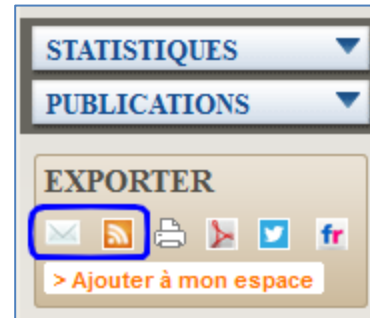 STATISTIQUES
PUBLICATIONS
EXPORTER
fr
> Ajouter à mon espace